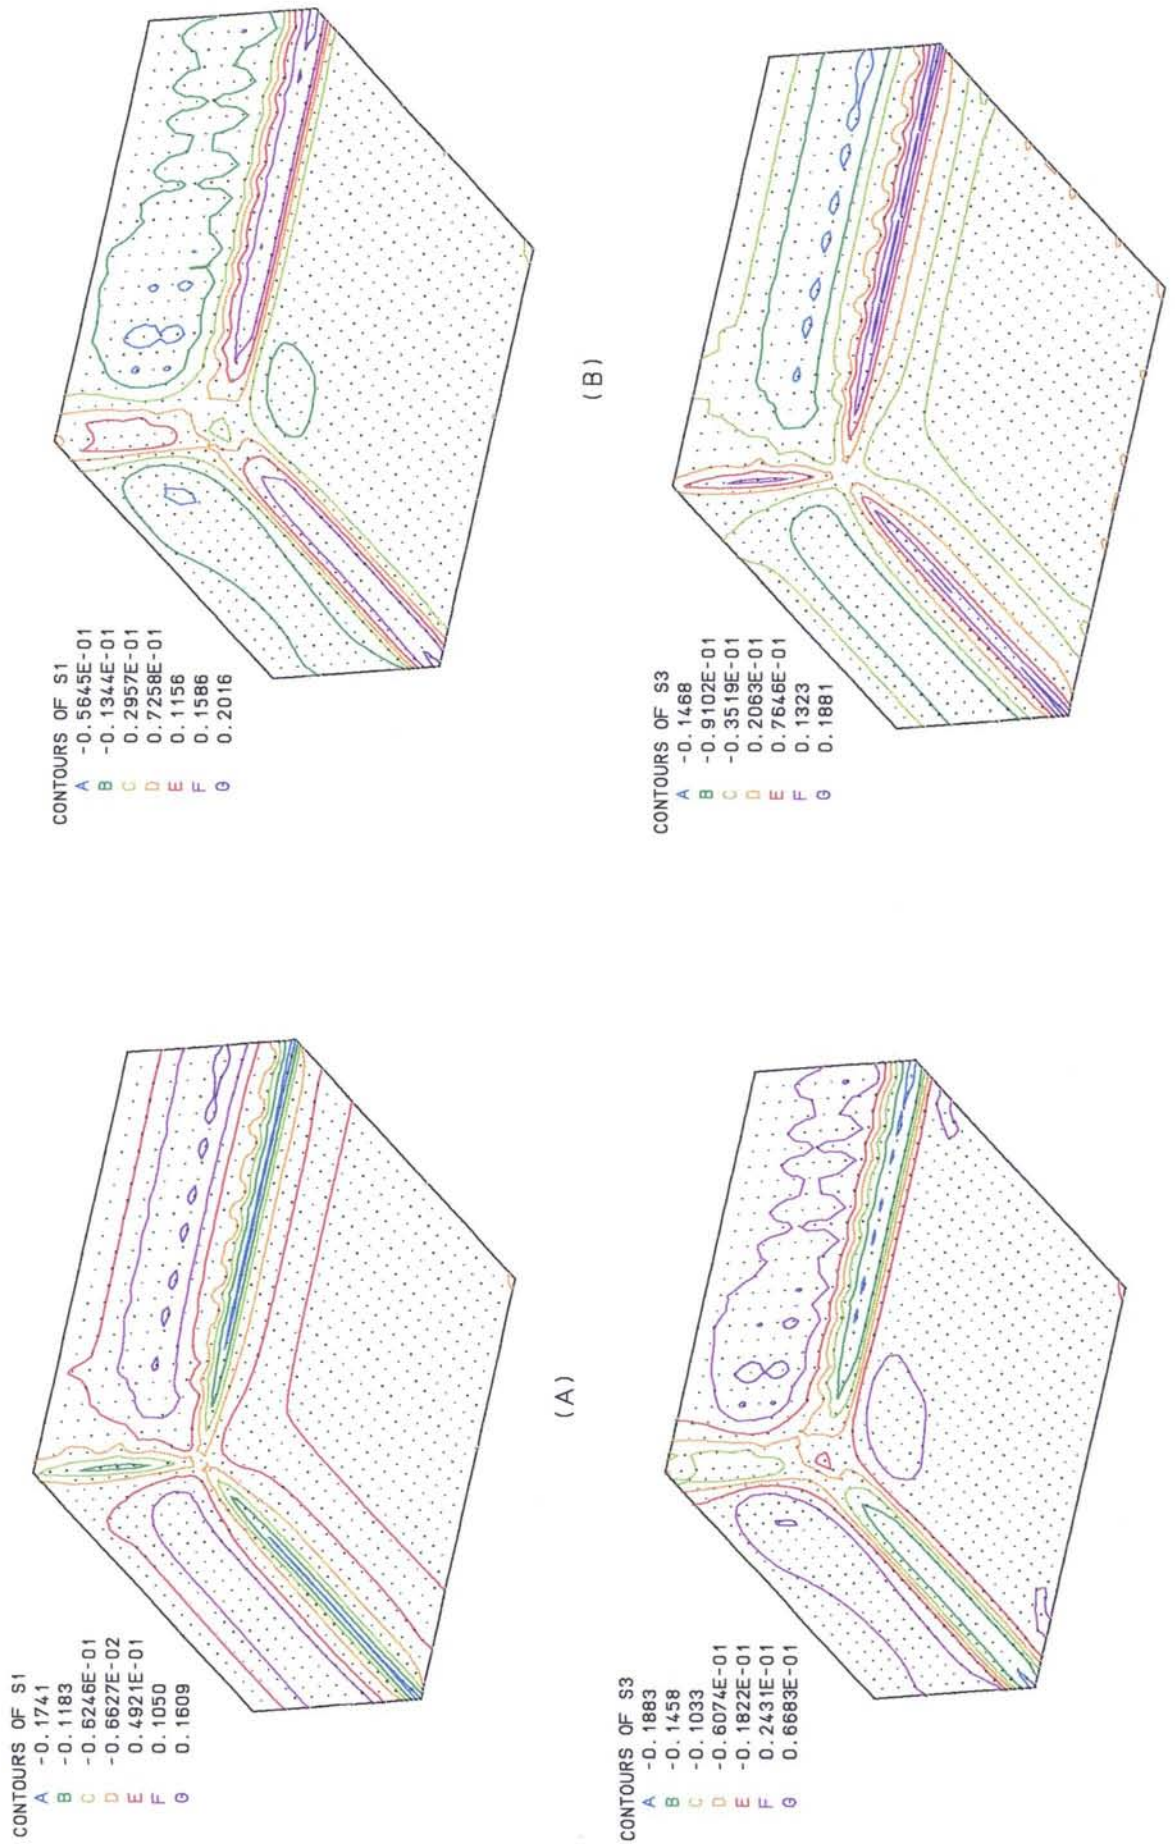 CONTOURS OF S1
A -0.1741
B -0.1183
C -0.6246E-01
D -0.6627E-02
E 0.4921E-01
F 0.1050
G 0.1609
CONTOURS OF S3
A -0.1883
B -0.1458
C -0.1033
D -0.6074E-01
E -0.1822E-01
F 0.2431E-01
G 0.6683E-01
(A)
CONTOURS OF S1
A -0.5645E-01
B -0.1344E-01
C 0.2957E-01
D 0.7258E-01
E 0.1156
F 0.1586
G 0.2016
CONTOURS OF S3
A -0.1468
B -0.9102E-01
C -0.3519E-01
D 0.2063E-01
E 0.7646E-01
F 0.1323
G 0.1881
(B)